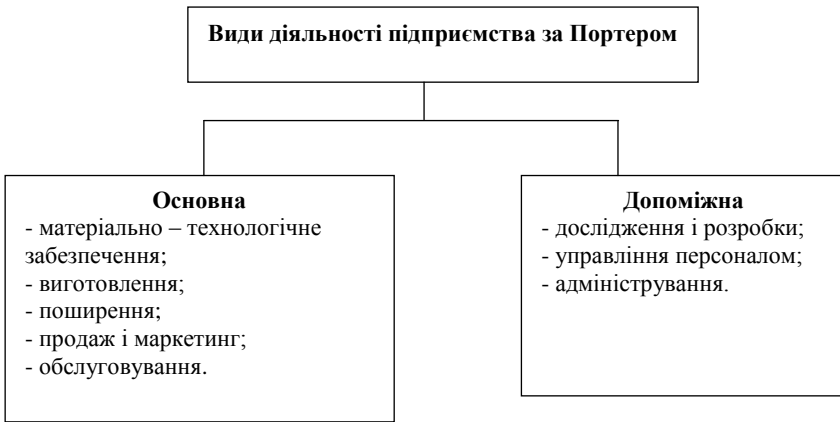 Види діяльності підприємства за Портером
Основна
- матеріально – технологічне
забезпечення;
- виготовлення;
- поширення;
- продаж і маркетинг;
- обслуговування.
Допоміжна
- дослідження і розробки;
- управління персоналом;
- адміністрування.